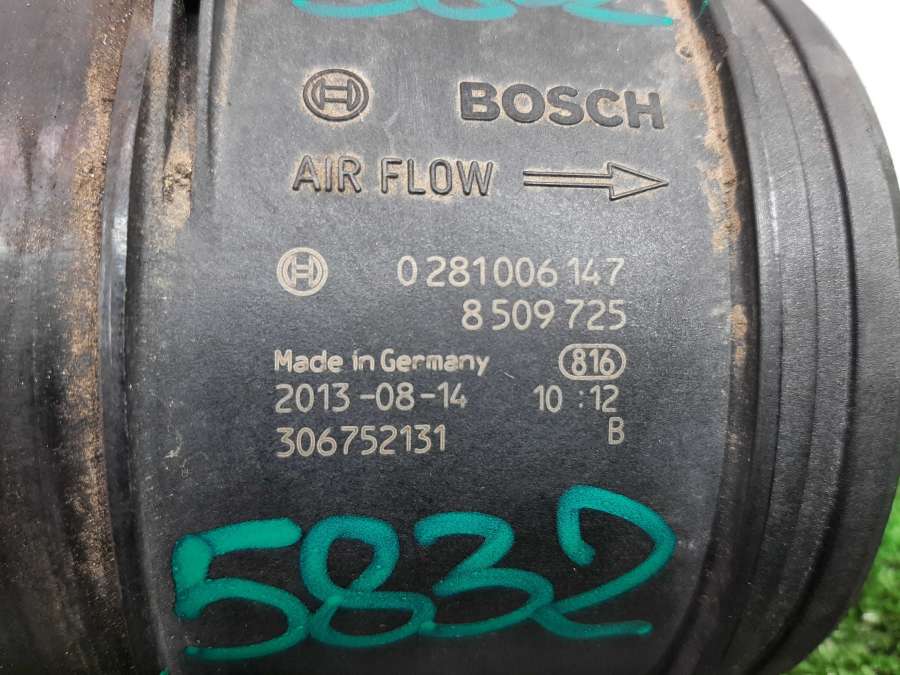 BOSCH
AIR FLOW
0 281 006 147
8 509 725
Made in Germany 816
2013-08-14 10:12
306752131 B
5832